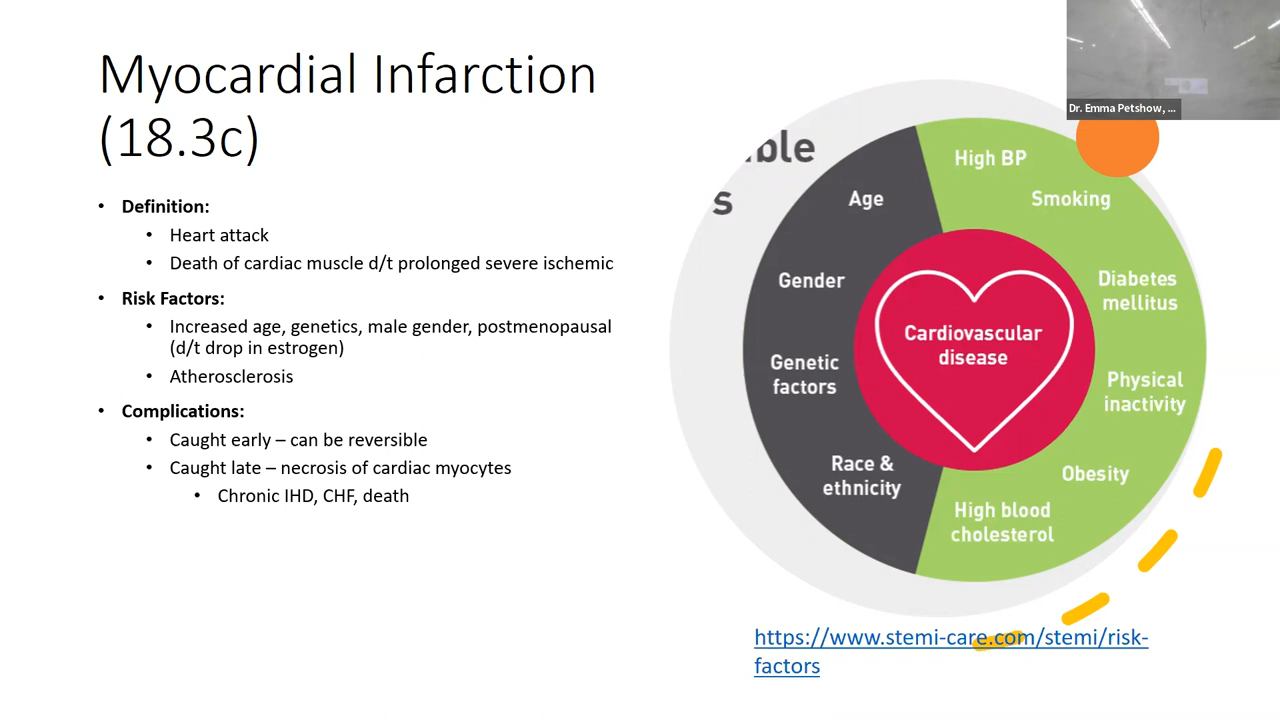 Myocardial Infarction
(18.3c)
• Definition:
• Heart attack
• Death of cardiac muscle d/t prolonged severe ischemic
• Risk Factors:
• Increased age, genetics, male gender, postmenopausal
(d/t drop in estrogen)
• Atherosclerosis
• Complications:
• Caught early – can be reversible
• Caught late – necrosis of cardiac myocytes
• Chronic IHD, CHF, death
s
Age
Gender
Genetic
factors
Race &
ethnicity
High BP
Smoking
Diabetes
mellitus
Physical
inactivity
Obesity
High blood
cholesterol
Cardiovascular
disease
https://www.stemi-care.com/stemi/risk-
factors
Dr. Emma Petshow, ...